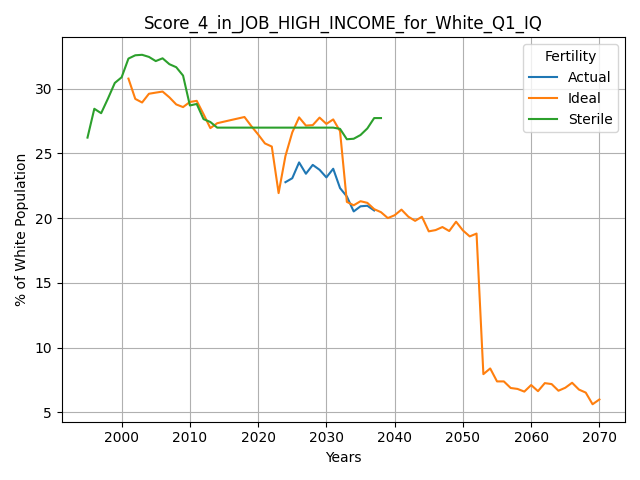 Score_4_in_JOB_HIGH_INCOME_for_White_Q1_IQ
Fertility
Actual
Ideal
Sterile
% of White Population
30
25
20
15
10
5
2000 2010 2020 2030 2040 2050 2060 2070
Years